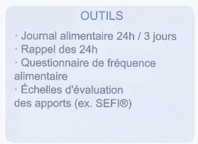 OUTILS
· Journal alimentaire 24h / 3 jours
· Rappel des 24h
· Questionnaire de fréquence
alimentaire
· Échelles d'évaluation
des apports (ex. SEFI®)